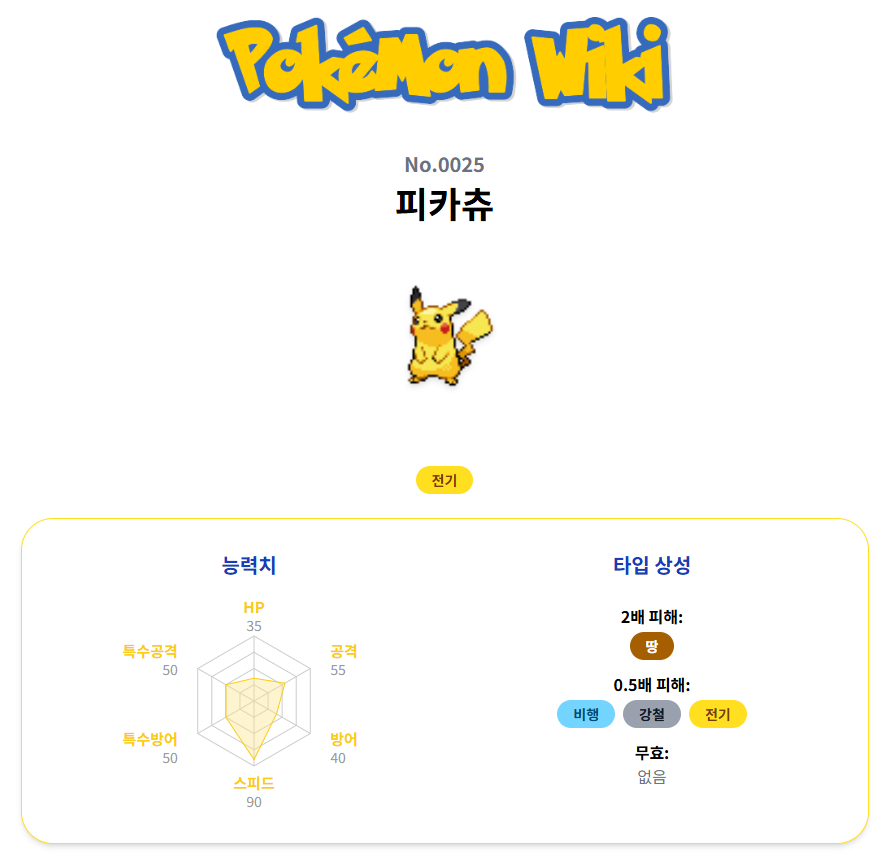 Pokémon Wiki
No.0025
피카츄
전기
능력치
HP
35
특수공격
50
공격
55
특수방어
50
방어
40
스피드
90
타입 상성
2배 피해:
땅
0.5배 피해:
비행 강철 전기
무효:
없음